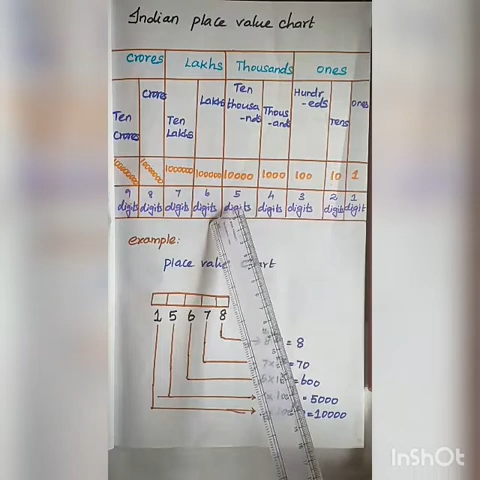 Indian place value chart
crores Lakhs Thousands ones
Ten Crores
Crores
Ten Lakhs
Lakhs
Ten thousa-nds
Thous-ands
Hundr-eds
Tens
ones
100000000 10000000 1000000 100000 10000 1000 100 10 1
9 digits 8 digits 7 digits 6 digits 5 digits 4 digits 3 digits 2 digits 1 digit
example:
place value chart
1 5 6 7 8
= 8
= 70
= 600
= 5000
= 10000
InShOt